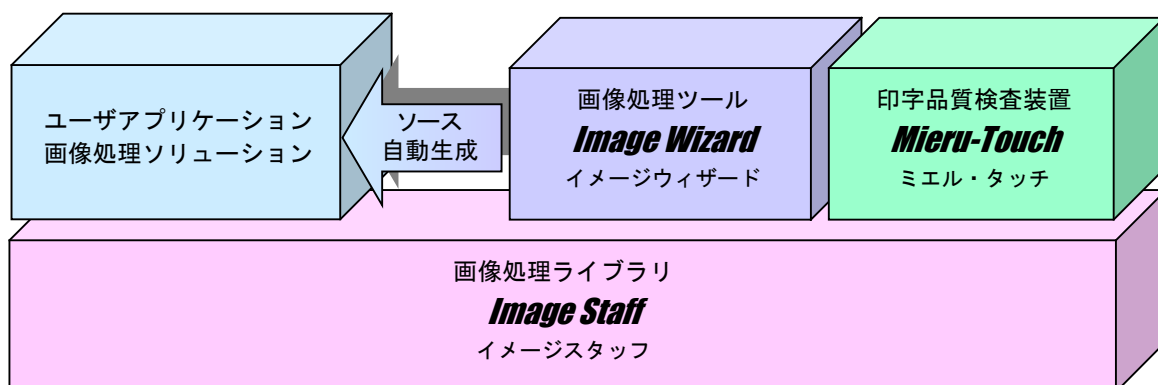 ユーザアプリケーション
画像処理ソリューション
ソース
自動生成
画像処理ツール
Image Wizard
イメージウィザード
印字品質検査装置
Mieru-Touch
ミエル・タッチ
画像処理ライブラリ
Image Staff
イメージスタッフ